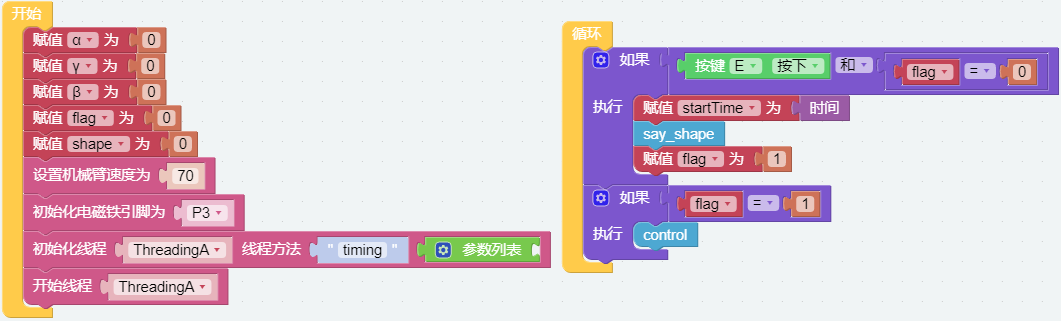 开始
赋值 α 为 0
赋值 γ 为 0
赋值 β 为 0
赋值 flag 为 0
赋值 shape 为 0
设置机械臂速度为 70
初始化电磁铁引脚为 P3
初始化线程 ThreadingA 线程方法 " timing " 参数列表
开始线程 ThreadingA
循环
如果 按键 E 按下 和 flag = 0
执行 赋值 startTime 为 时间
say_shape
赋值 flag 为 1
如果 flag = 1
执行 control